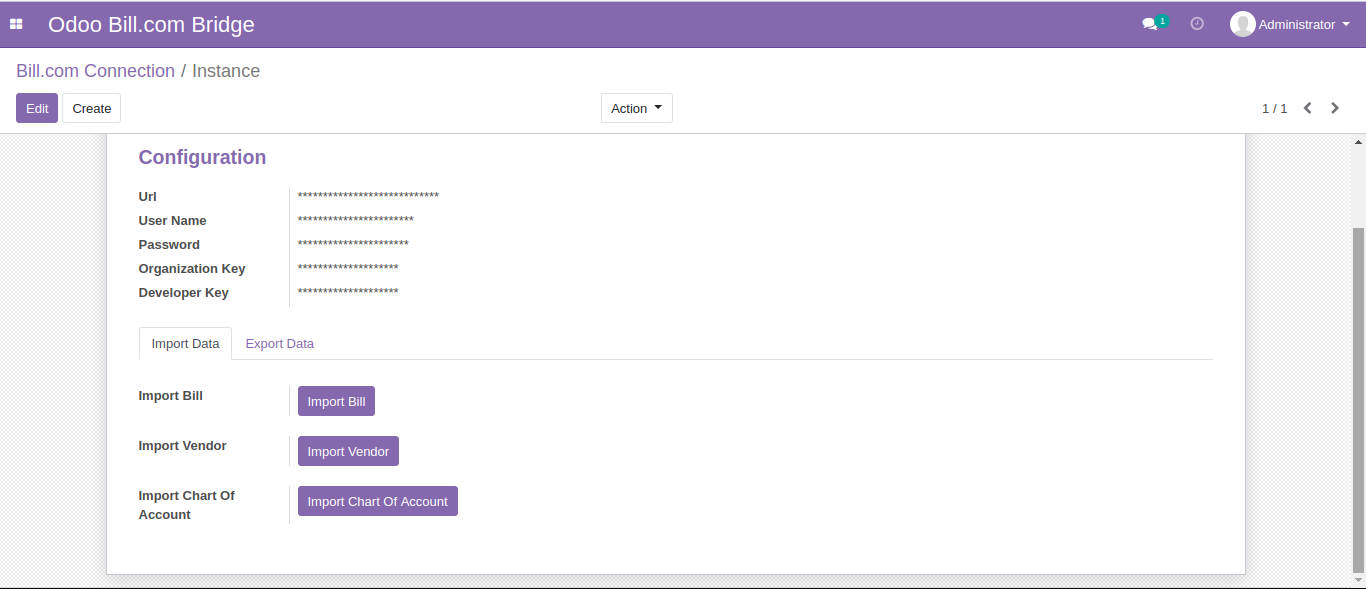 Odoo Bill.com Bridge
1
Administrator
Bill.com Connection / Instance
Edit
Create
Action
1 / 1
Configuration
Url
****************************
User Name
***********************
Password
**********************
Organization Key
********************
Developer Key
********************
Import Data
Export Data
Import Bill
Import Bill
Import Vendor
Import Vendor
Import Chart Of
Account
Import Chart Of Account